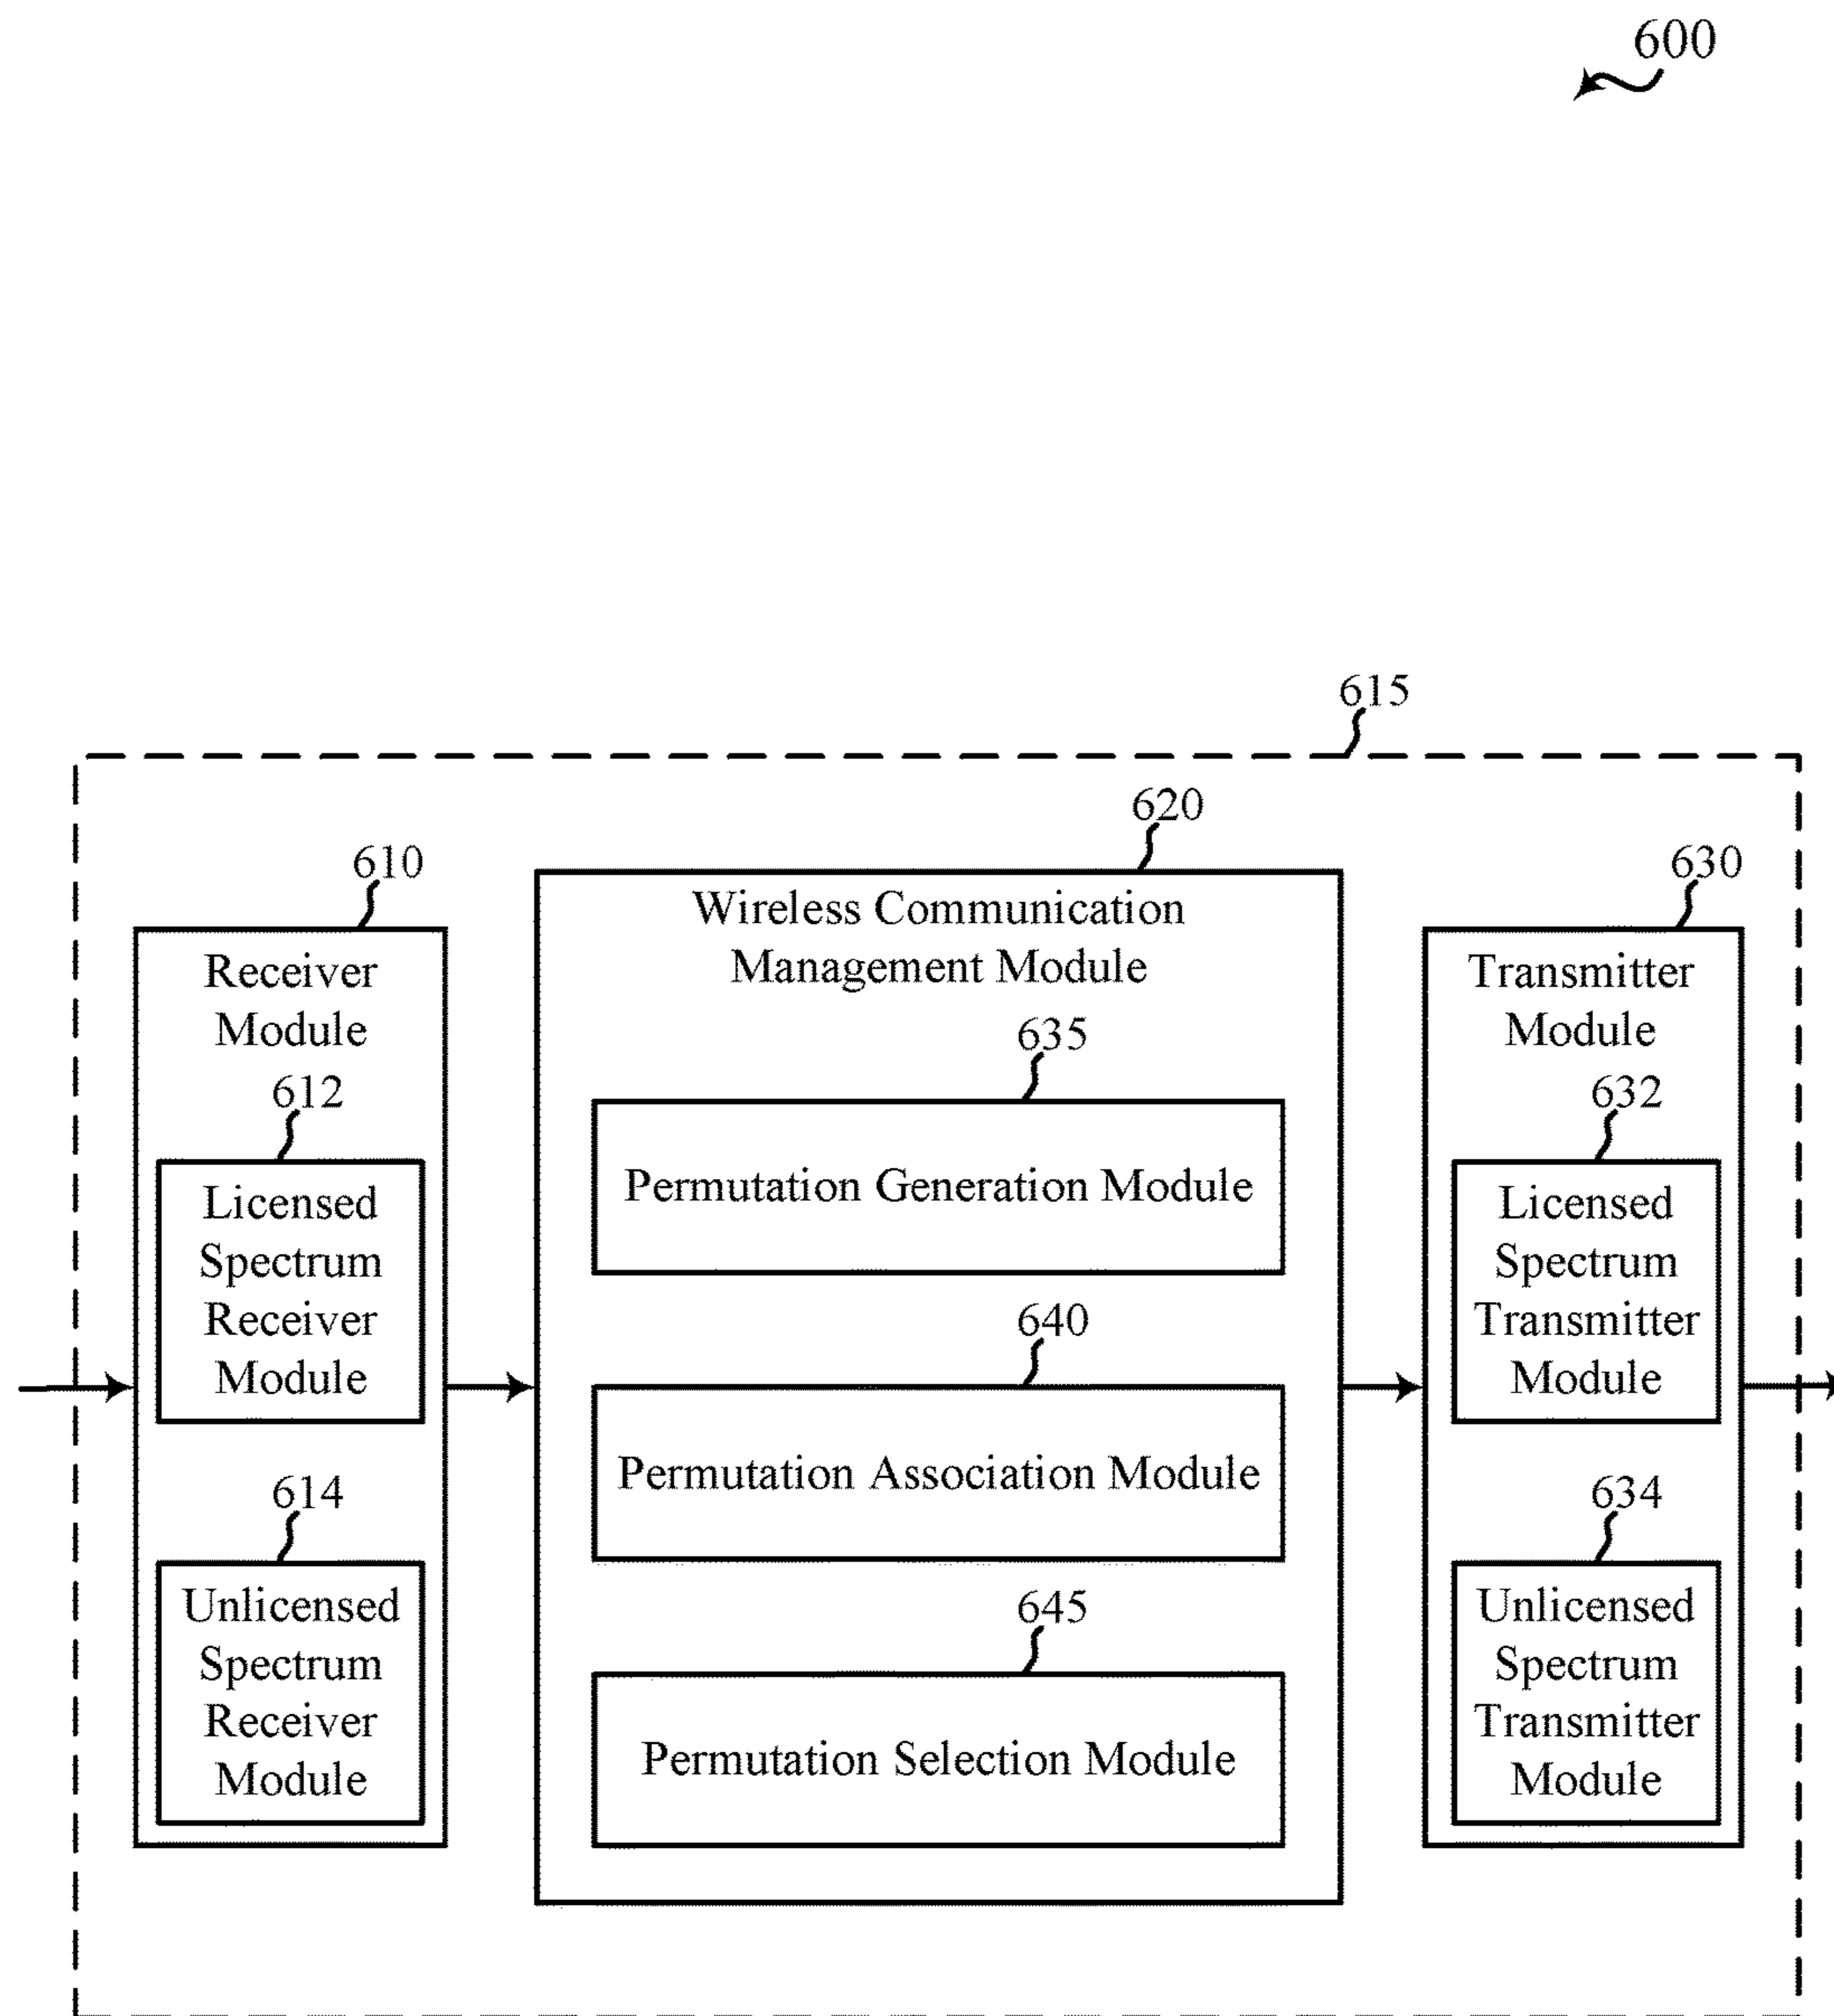 600
615
620
610
630
Wireless Communication
Management Module
Receiver
Module
Transmitter
Module
635
612
632
Permutation Generation Module
Licensed
Spectrum
Receiver
Module
Licensed
Spectrum
Transmitter
Module
640
Permutation Association Module
614
634
Unlicensed
Spectrum
Receiver
Module
Unlicensed
Spectrum
Transmitter
Module
645
Permutation Selection Module